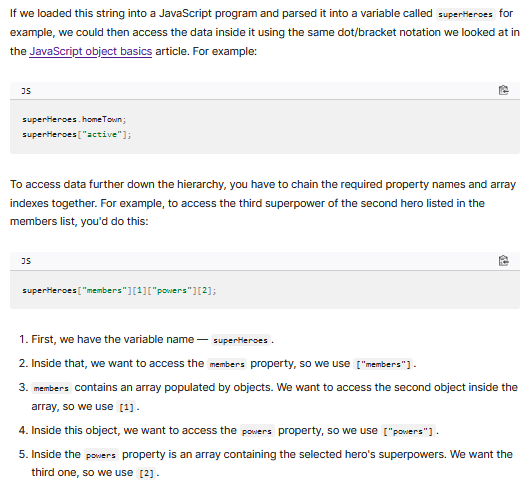 If we loaded this string into a JavaScript program and parsed it into a variable called superHeroes for
example, we could then access the data inside it using the same dot/bracket notation we looked at in
the JavaScript object basics article. For example:
JS
superHeroes.homeTown;
superHeroes["active"];
To access data further down the hierarchy, you have to chain the required property names and array
indexes together. For example, to access the third superpower of the second hero listed in the
members list, you'd do this:
JS
superHeroes["members"][1]["powers"][2];
1. First, we have the variable name — superHeroes.
2. Inside that, we want to access the members property, so we use ["members"].
3. members contains an array populated by objects. We want to access the second object inside the
array, so we use [1].
4. Inside this object, we want to access the powers property, so we use ["powers"].
5. Inside the powers property is an array containing the selected hero's superpowers. We want the
third one, so we use [2].